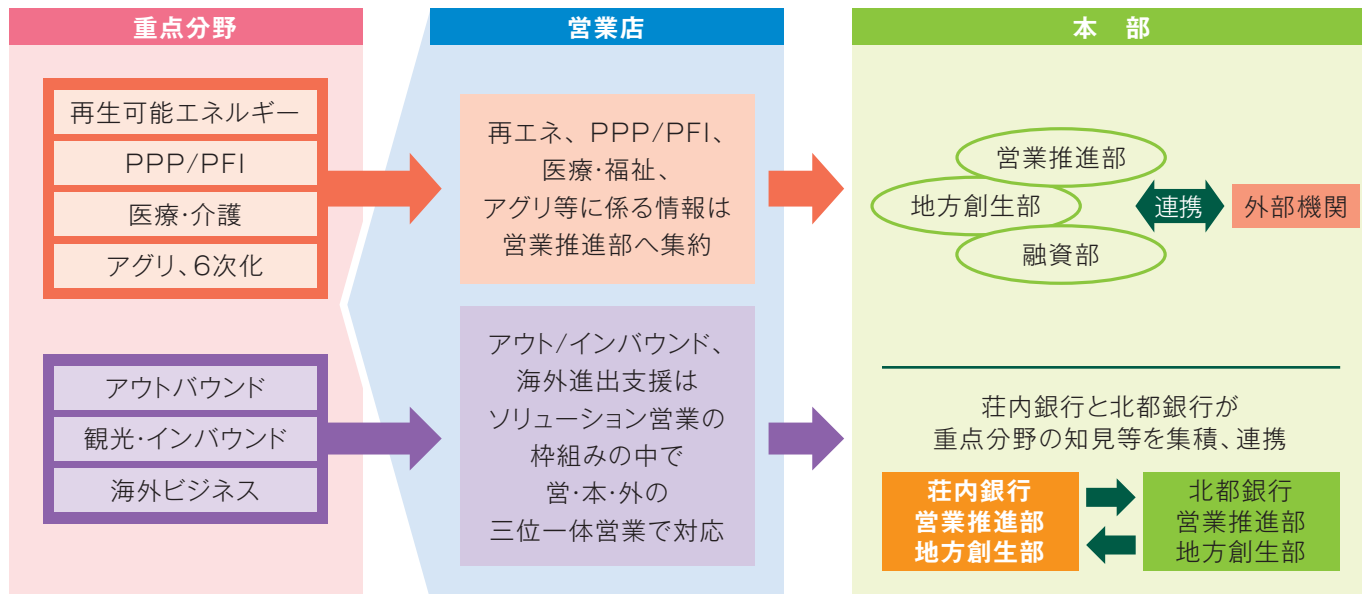 重点分野
再生可能エネルギー
PPP/PFI
医療・介護
アグリ、6次化
アウトバウンド
観光・インバウンド
海外ビジネス
営業店
再エネ、PPP/PFI、
医療・福祉、
アグリ等に係る情報は
営業推進部へ集約
アウト/インバウンド、
海外進出支援は
ソリューション営業の
枠組みの中で
営・本・外の
三位一体営業で対応
本 部
営業推進部
地方創生部
融資部
連携
外部機関
荘内銀行と北都銀行が
重点分野の知見等を集積、連携
荘内銀行
営業推進部
地方創生部
北都銀行
営業推進部
地方創生部